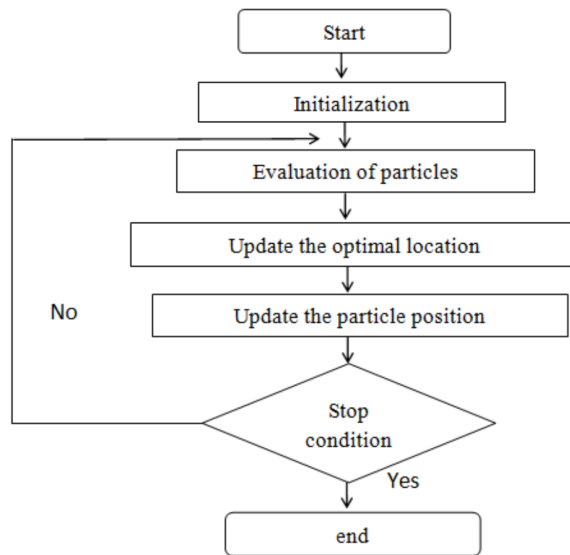 Start
Initialization
Evaluation of particles
Update the optimal location
Update the particle position
No
Stop
condition
Yes
end